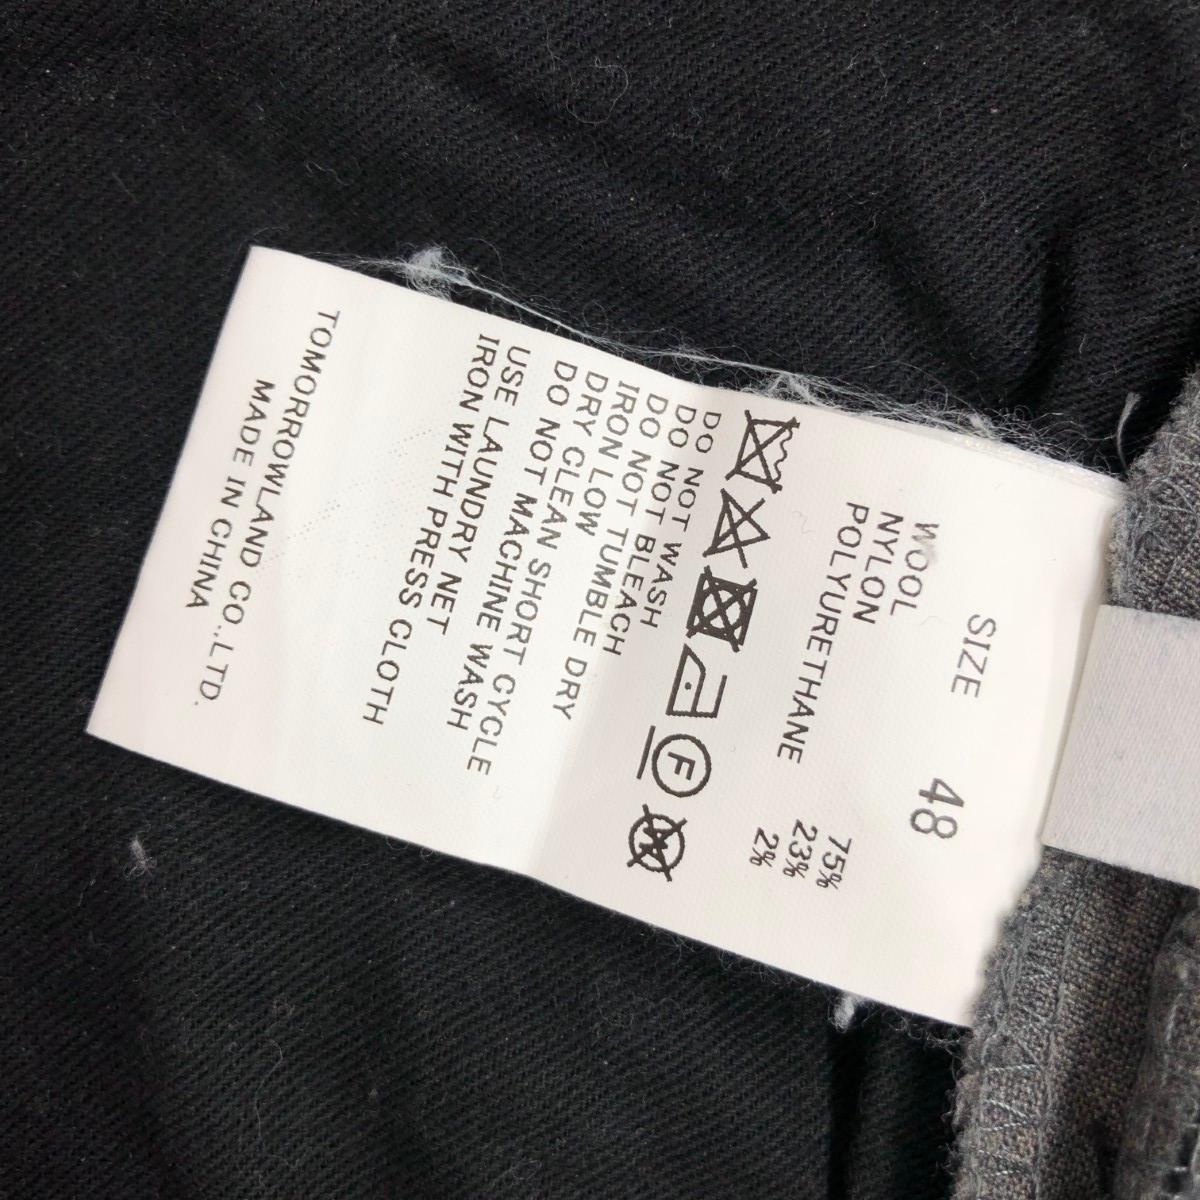 SIZE 48
WOOL 75%
NYLON 23%
POLYURETHANE 2%
F
W
DO NOT WASH
DO NOT BLEACH
DO NOT TUMBLE DRY
IRON LOW
DRY CLEAN SHORT CYCLE
DO NOT MACHINE WASH
USE LAUNDRY NET
IRON WITH PRESS CLOTH
TOMORROWLAND CO.,LTD.
MADE IN CHINA